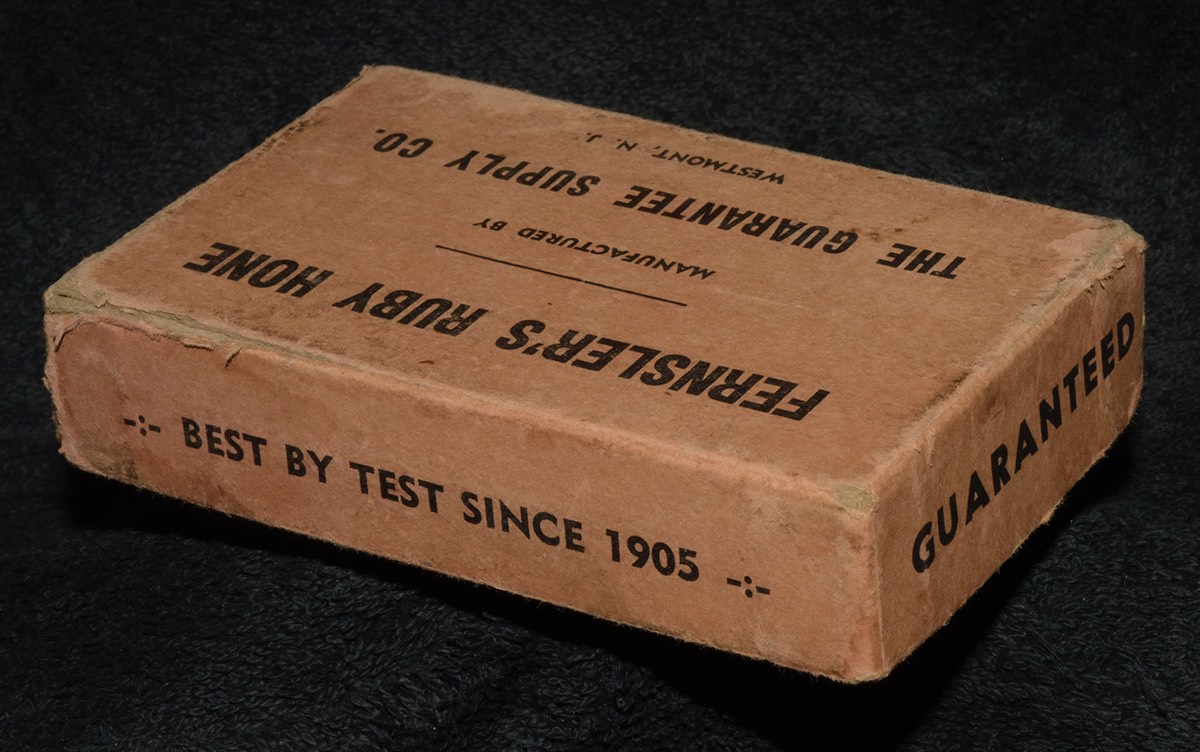 FERNSLER'S RUBY HONE
MANUFACTURED BY
THE GUARANTEE SUPPLY CO.
WESTMONT, N. J.
-:- BEST BY TEST SINCE 1905 -:-
GUARANTEED